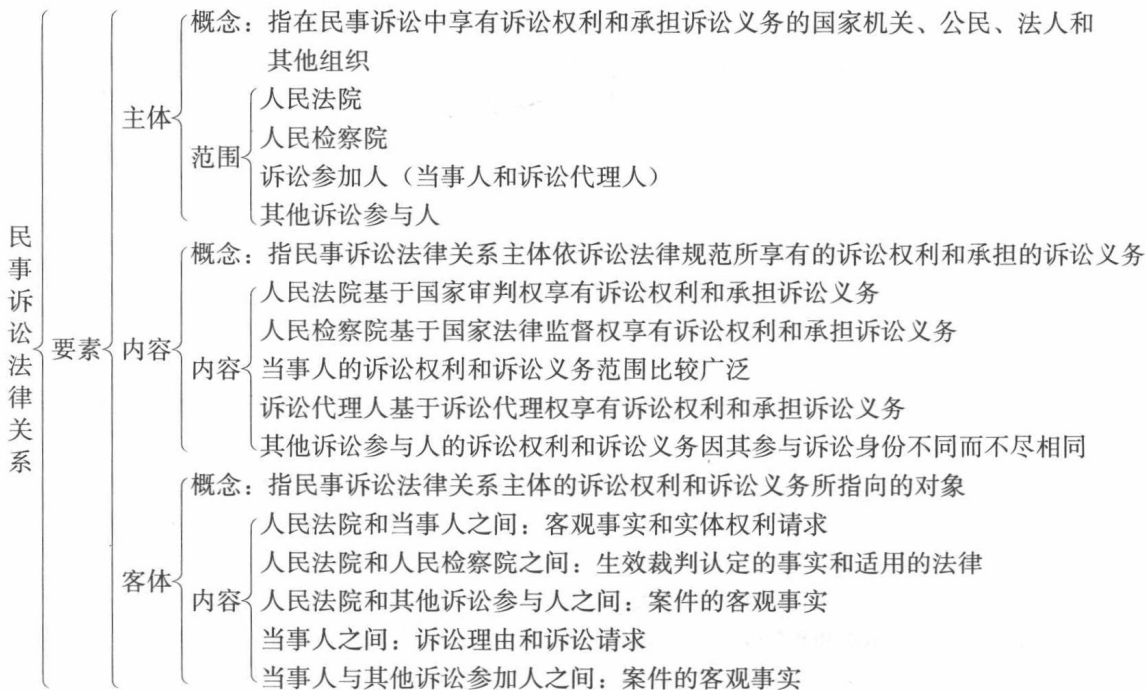 民事诉讼法律关系
要素
主体
概念：指在民事诉讼中享有诉讼权利和承担诉讼义务的国家机关、公民、法人和
其他组织
范围
人民法院
人民检察院
诉讼参加人（当事人和诉讼代理人）
其他诉讼参与人
内容
概念：指民事诉讼法律关系主体依诉讼法律规范所享有的诉讼权利和承担的诉讼义务
内容
人民法院基于国家审判权享有诉讼权利和承担诉讼义务
人民检察院基于国家法律监督权享有诉讼权利和承担诉讼义务
当事人的诉讼权利和诉讼义务范围比较广泛
诉讼代理人基于诉讼代理权享有诉讼权利和承担诉讼义务
其他诉讼参与人的诉讼权利和诉讼义务因其参与诉讼身份不同而不尽相同
客体
概念：指民事诉讼法律关系主体的诉讼权利和诉讼义务所指向的对象
内容
人民法院和当事人之间：客观事实和实体权利请求
人民法院和人民检察院之间：生效裁判认定的事实和适用的法律
人民法院和其他诉讼参与人之间：案件的客观事实
当事人之间：诉讼理由和诉讼请求
当事人与其他诉讼参加人之间：案件的客观事实